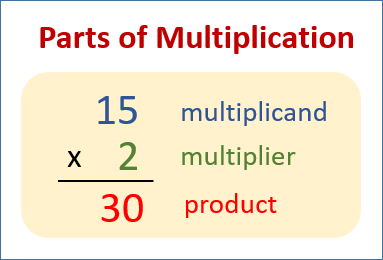 Parts of Multiplication
15 multiplicand
x 2 multiplier
30 product